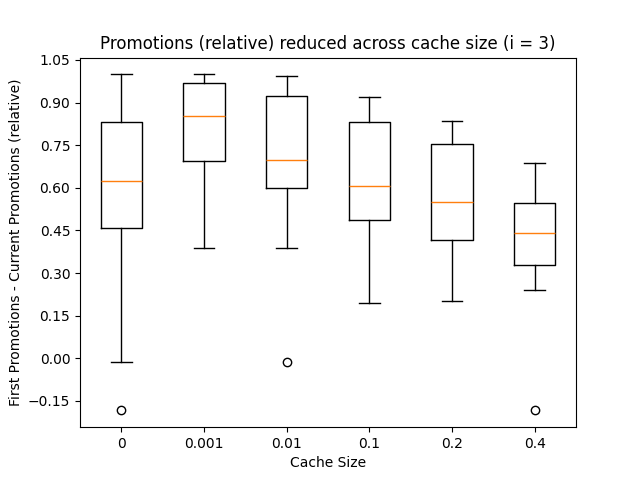 Promotions (relative) reduced across cache size (i = 3)
First Promotions - Current Promotions (relative)
1.05
0.90
0.75
0.60
0.45
0.30
0.15
0.00
−0.15
0 0.001 0.01 0.1 0.2 0.4
Cache Size